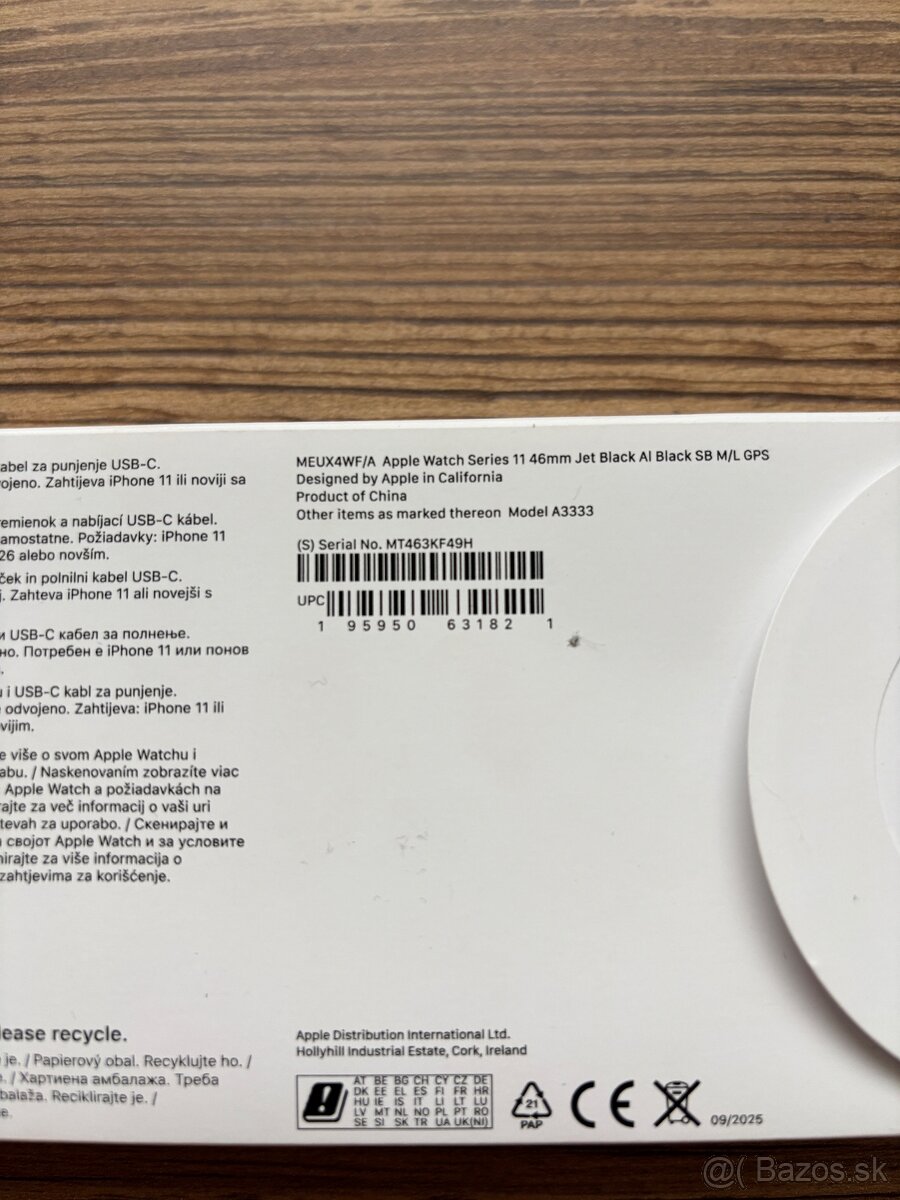 abel za punjenje USB-C.
vojeno. Zahtijeva iPhone 11 ili noviji sa
remienok a nabíjací USB-C kábel.
amostatne. Požiadavky: iPhone 11
26 alebo novším.
ček in polnilni kabel USB-C.
j. Zahteva iPhone 11 ali novejši s
и USB-C кабел за полнење.
но. Потребен е iPhone 11 или понов
u i USB-C kabl za punjenje.
e odvojeno. Zahtijeva: iPhone 11 ili
vijim.
e više o svom Apple Watchu i
abu. / Naskenovaním zobrazíte viac
Apple Watch a požiadavkách na
rajte za več informacij o vaši uri
tevah za uporabo. / Скенирајте и
својот Apple Watch и за условите
nirajte za više informacija o
zahtjevima za korišćenje.
lease recycle.
je. / Papierový obal. Recyklujte ho. /
e. / Хартиена амбалажа. Треба
balaža. Reciklirajte je. /
e.
MEUX4WF/A Apple Watch Series 11 46mm Jet Black Al Black SB M/L GPS
Designed by Apple in California
Product of China
Other items as marked thereon Model A3333
(S) Serial No. MT463KF49H
UPC
1 95950 63182 1
Apple Distribution International Ltd.
Hollyhill Industrial Estate, Cork, Ireland
AT BE BG CH CY CZ DE
DK EE EL ES FI FR HR
HU IE IS IT LI LT LU
LV MT NL NO PL PT RO
SE SI SK TR UA UK(NI)
21
PAP
CE
09/2025
@( Bazos.sk